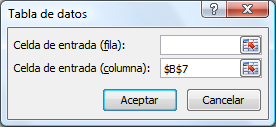 Tabla de datos
Celda de entrada (fila):
Celda de entrada (columna): $B$7
Aceptar Cancelar